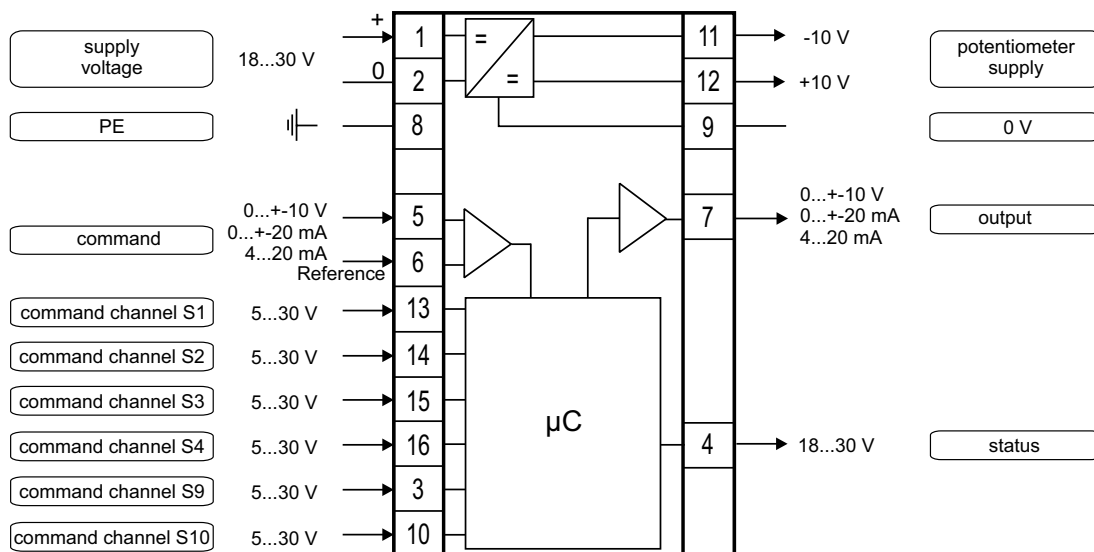 supply
voltage
18...30 V
+
0
1
2
=
=
11
12
-10 V
+10 V
potentiometer
supply
PE
8
9
0 V
command
0...+-10 V
0...+-20 mA
4...20 mA
Reference
5
6
7
0...+-10 V
0...+-20 mA
4...20 mA
output
command channel S1
5...30 V
13
command channel S2
5...30 V
14
command channel S3
5...30 V
15
µC
command channel S4
5...30 V
16
4
18...30 V
status
command channel S9
5...30 V
3
command channel S10
5...30 V
10